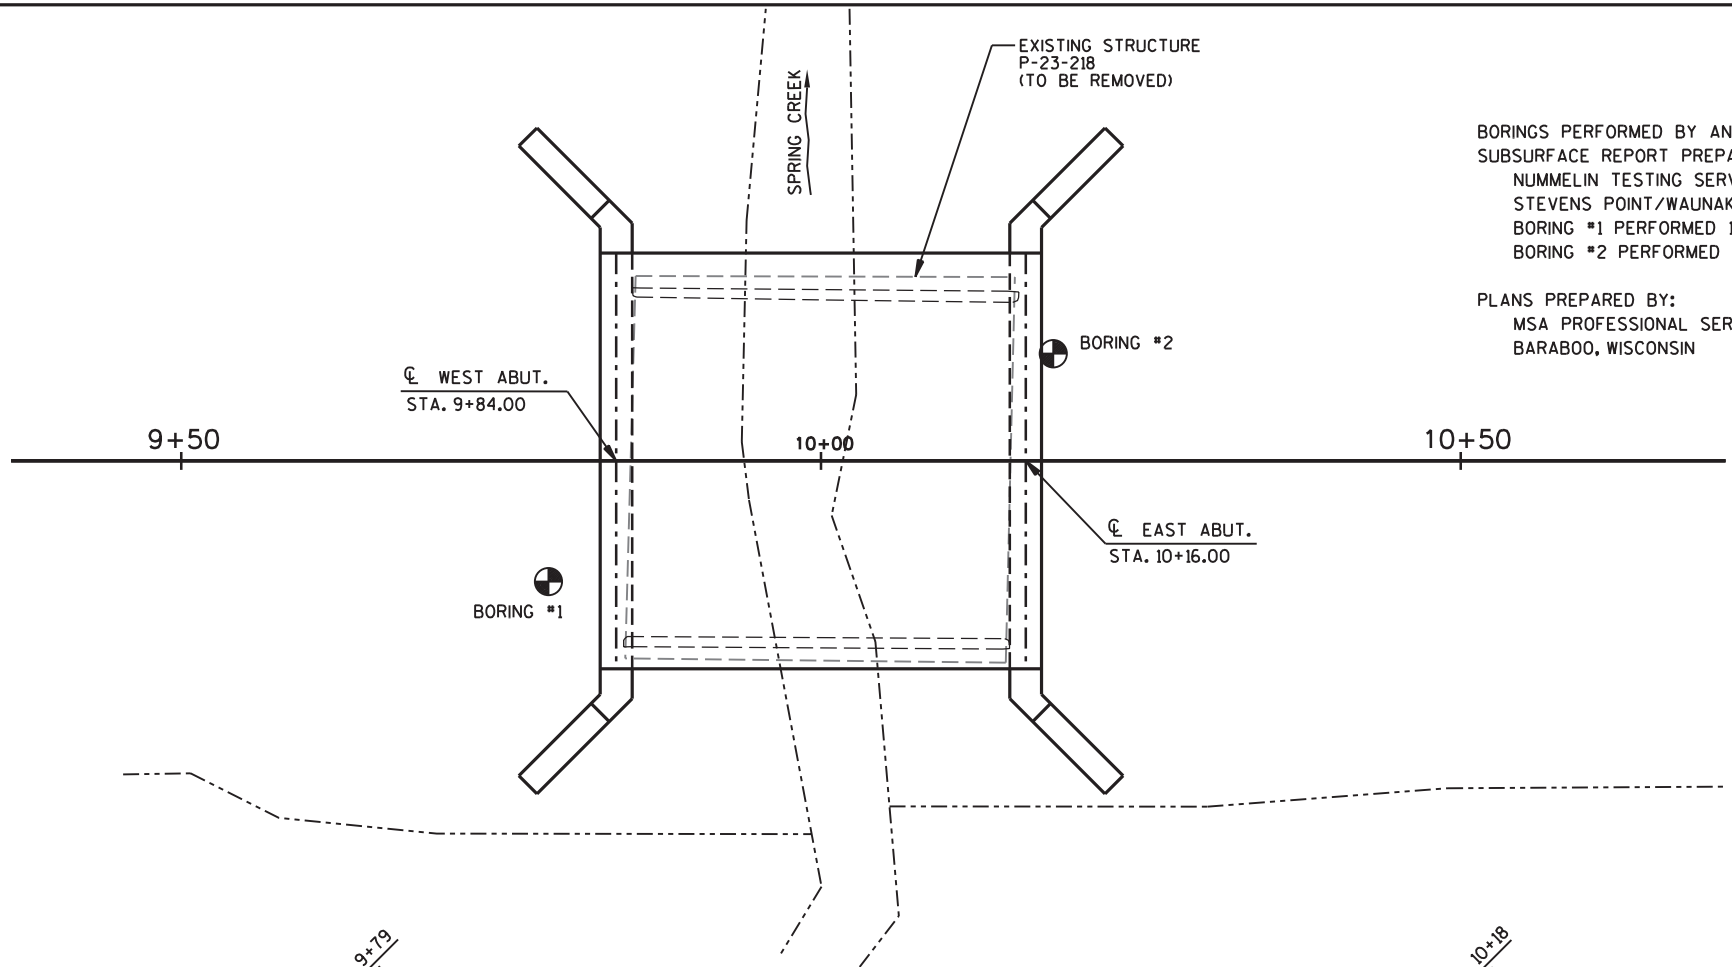 EXISTING STRUCTURE
P-23-218
(TO BE REMOVED)
SPRING CREEK
BORINGS PERFORMED BY AN
SUBSURFACE REPORT PREPA
NUMMELIN TESTING SERV
STEVENS POINT/WAUNAK
BORING #1 PERFORMED 1
BORING #2 PERFORMED
PLANS PREPARED BY:
MSA PROFESSIONAL SER
BARABOO, WISCONSIN
BORING #2
℄ WEST ABUT.
STA. 9+84.00
9+50
10+00
10+50
℄ EAST ABUT.
STA. 10+16.00
BORING #1
9+79
10+18